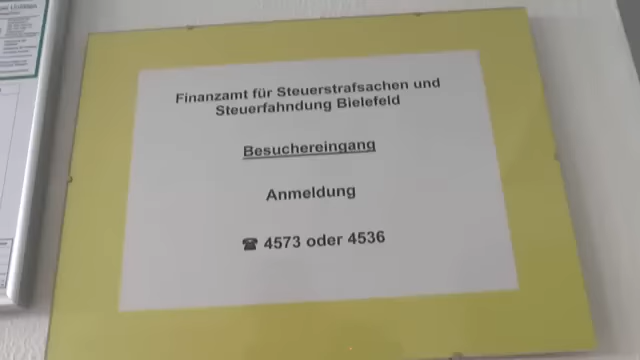 Finanzamt für Steuerstrafsachen und
Steuerfahndung Bielefeld
Besuchereingang
Anmeldung
☎ 4573 oder 4536